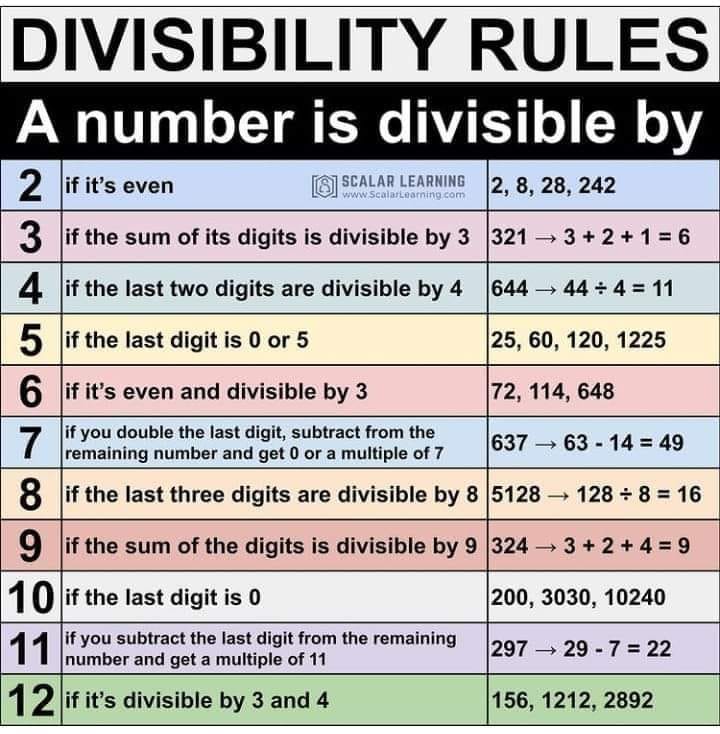 DIVISIBILITY RULES
A number is divisible by
2 if it's even SCALAR LEARNING 2, 8, 28, 242
www.ScalarLearning.com
3 if the sum of its digits is divisible by 3 321 → 3 + 2 + 1 = 6
4 if the last two digits are divisible by 4 644 → 44 ÷ 4 = 11
5 if the last digit is 0 or 5 25, 60, 120, 1225
6 if it's even and divisible by 3 72, 114, 648
7 if you double the last digit, subtract from the
remaining number and get 0 or a multiple of 7 637 → 63 - 14 = 49
8 if the last three digits are divisible by 8 5128 → 128 ÷ 8 = 16
9 if the sum of the digits is divisible by 9 324 → 3 + 2 + 4 = 9
10 if the last digit is 0 200, 3030, 10240
11 if you subtract the last digit from the remaining
number and get a multiple of 11 297 → 29 - 7 = 22
12 if it's divisible by 3 and 4 156, 1212, 2892